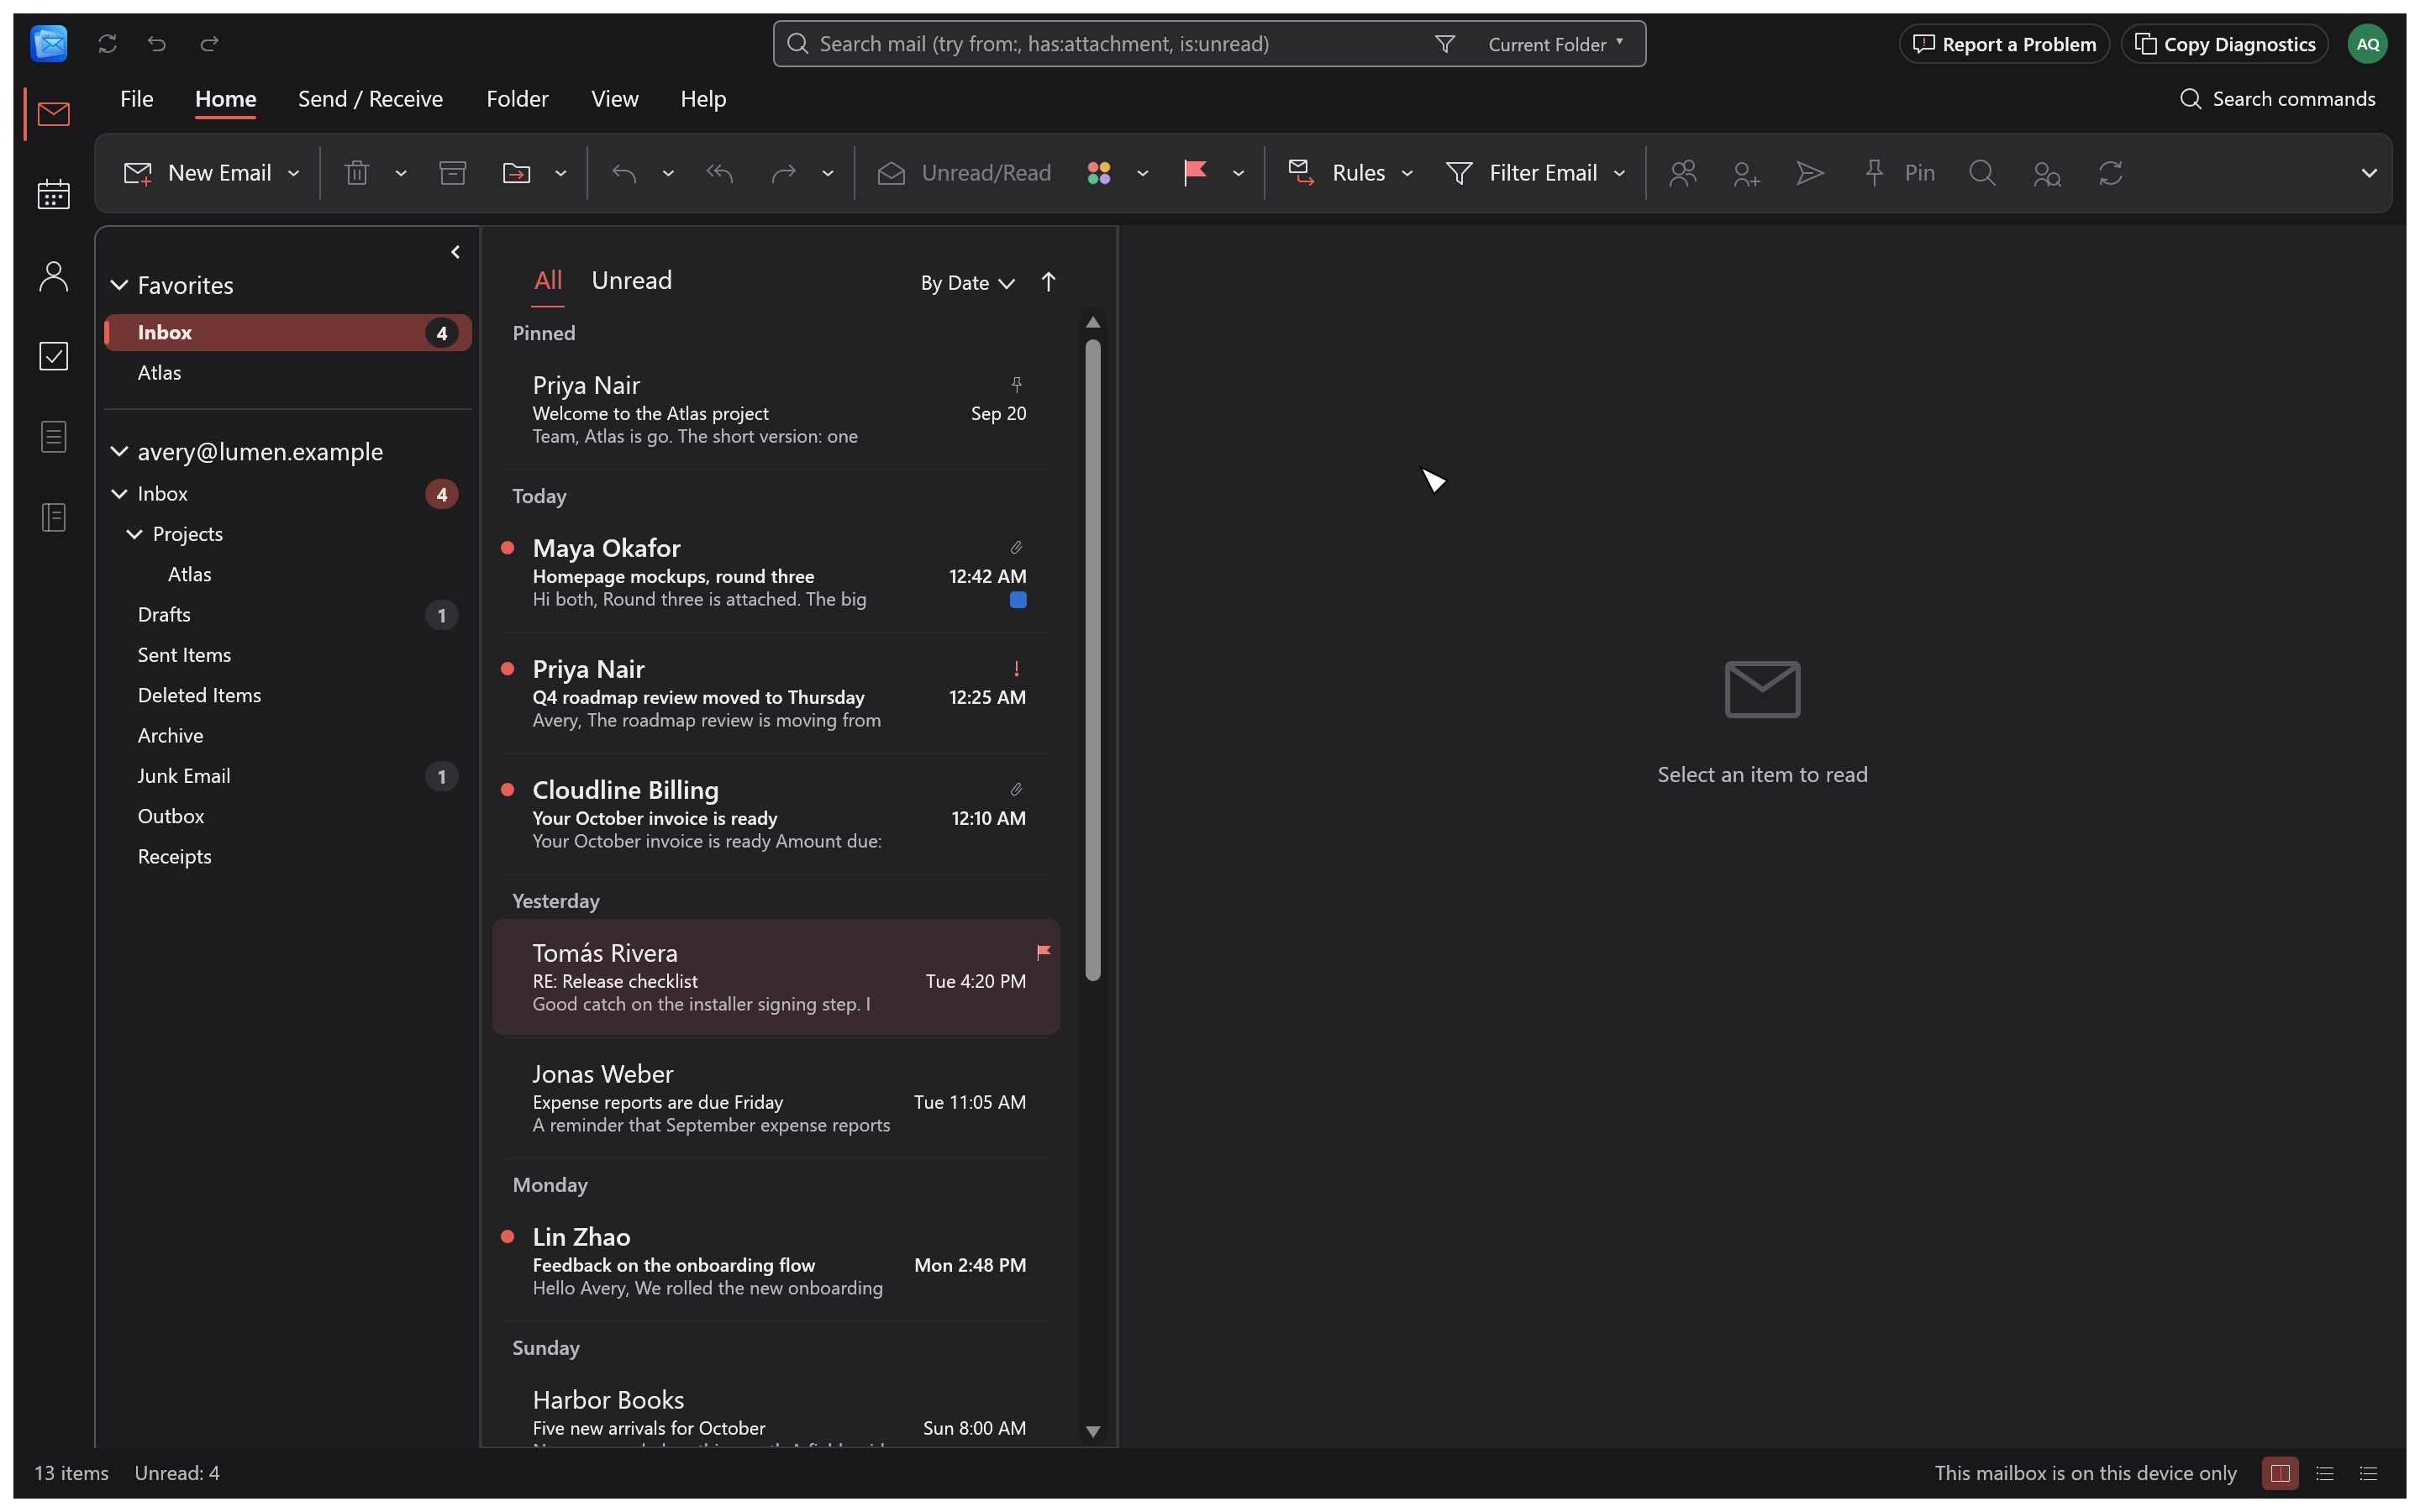 Search mail (try from:, has:attachment, is:unread)
Current Folder
Report a Problem
Copy Diagnostics
AQ
File
Home
Send / Receive
Folder
View
Help
Search commands
New Email
Unread/Read
Rules
Filter Email
Pin
Favorites
Inbox 4
Atlas
avery@lumen.example
Inbox 4
Projects
Atlas
Drafts 1
Sent Items
Deleted Items
Archive
Junk Email 1
Outbox
Receipts
All
Unread
By Date
Pinned
Priya Nair
Welcome to the Atlas project Sep 20
Team, Atlas is go. The short version: one
Today
Maya Okafor
Homepage mockups, round three 12:42 AM
Hi both, Round three is attached. The big
Priya Nair
Q4 roadmap review moved to Thursday 12:25 AM
Avery, The roadmap review is moving from
Cloudline Billing
Your October invoice is ready 12:10 AM
Your October invoice is ready Amount due:
Yesterday
Tomás Rivera
RE: Release checklist Tue 4:20 PM
Good catch on the installer signing step. I
Jonas Weber
Expense reports are due Friday Tue 11:05 AM
A reminder that September expense reports
Monday
Lin Zhao
Feedback on the onboarding flow Mon 2:48 PM
Hello Avery, We rolled the new onboarding
Sunday
Harbor Books
Five new arrivals for October Sun 8:00 AM
Select an item to read
13 items
Unread: 4
This mailbox is on this device only